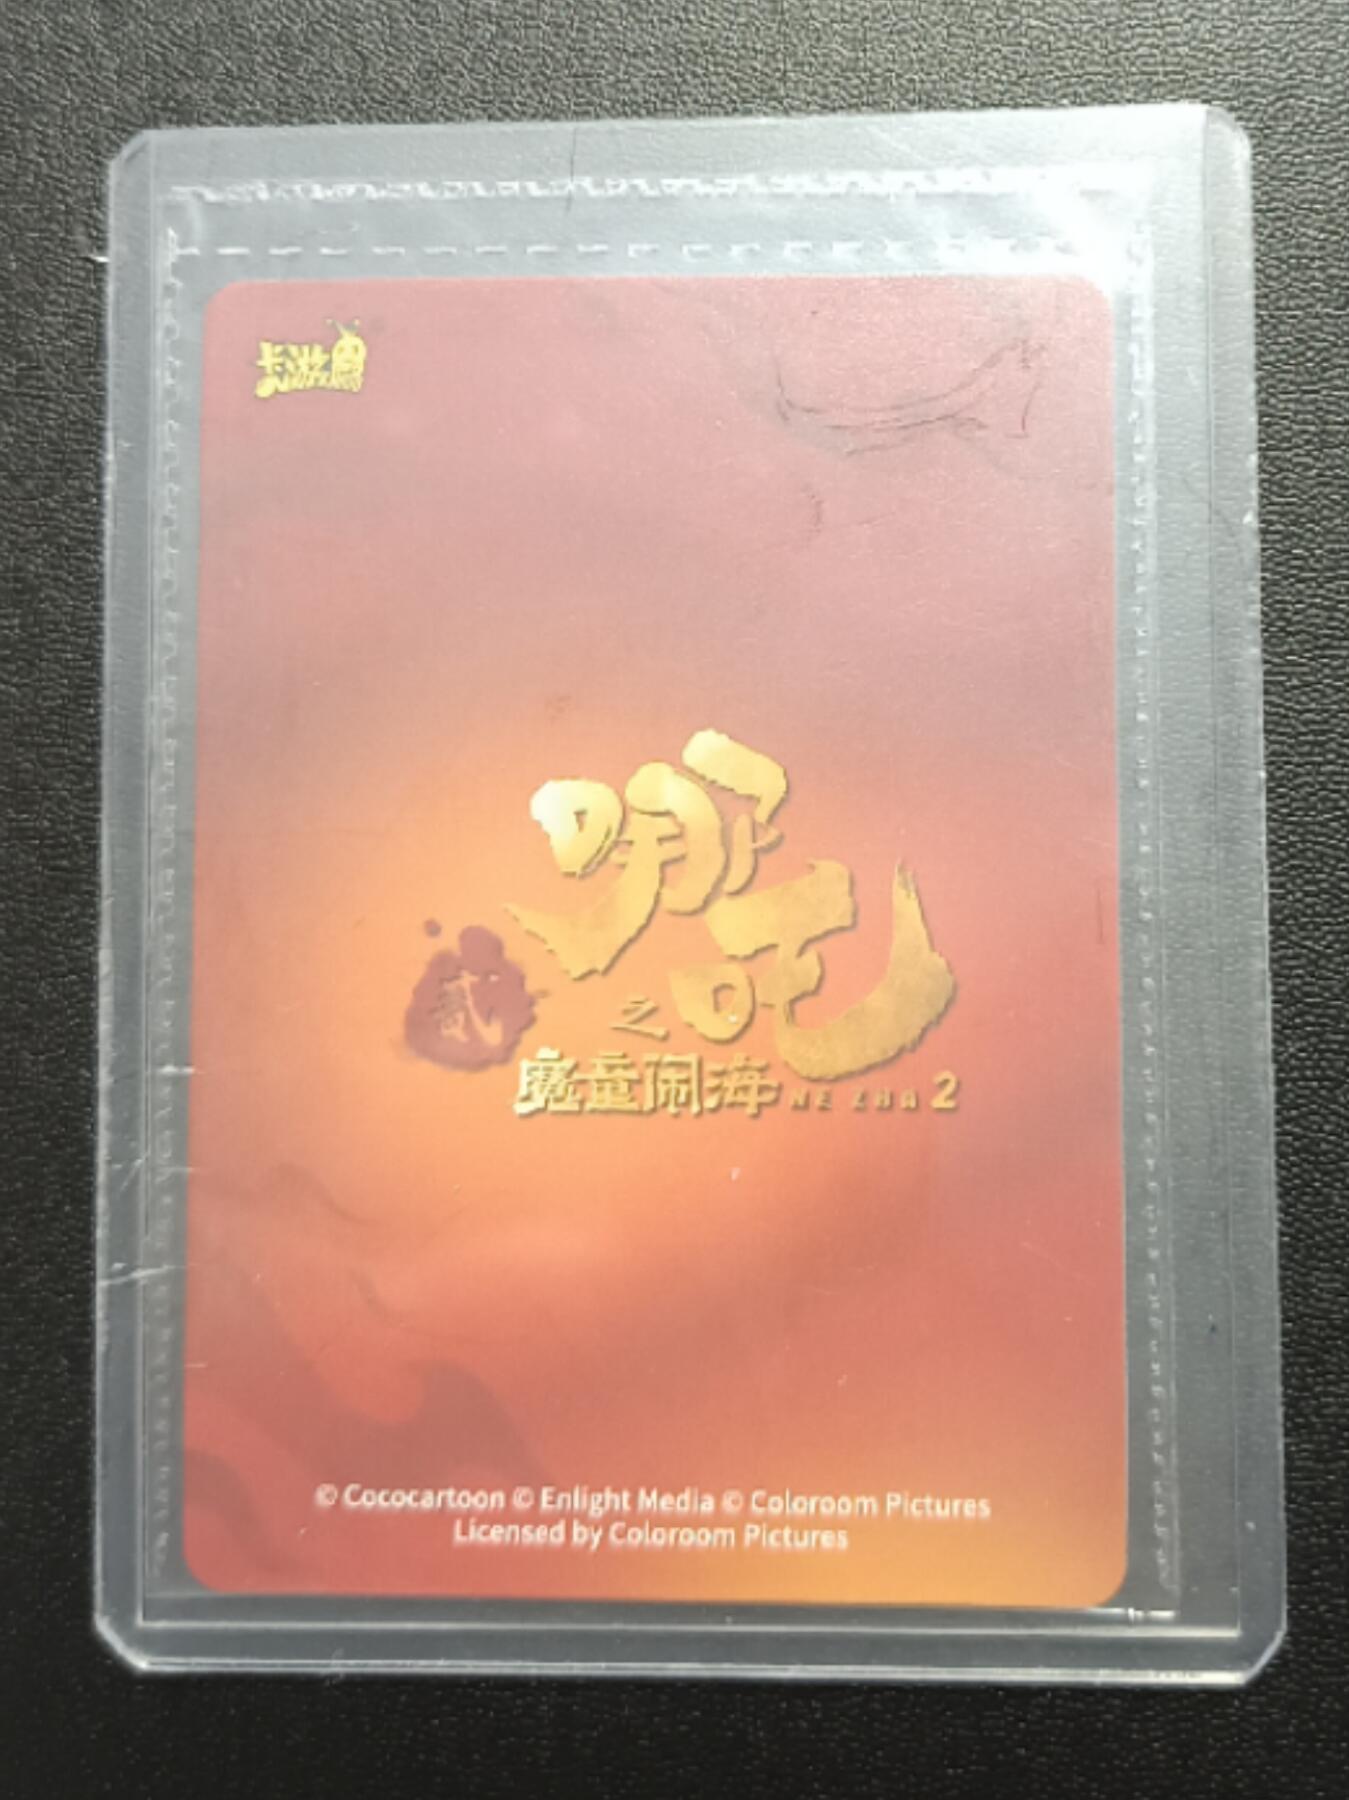 卡游
哪吒
贰
之
魔童闹海 NE ZHA 2
© Cococartoon © Enlight Media © Coloroom Pictures
Licensed by Coloroom Pictures